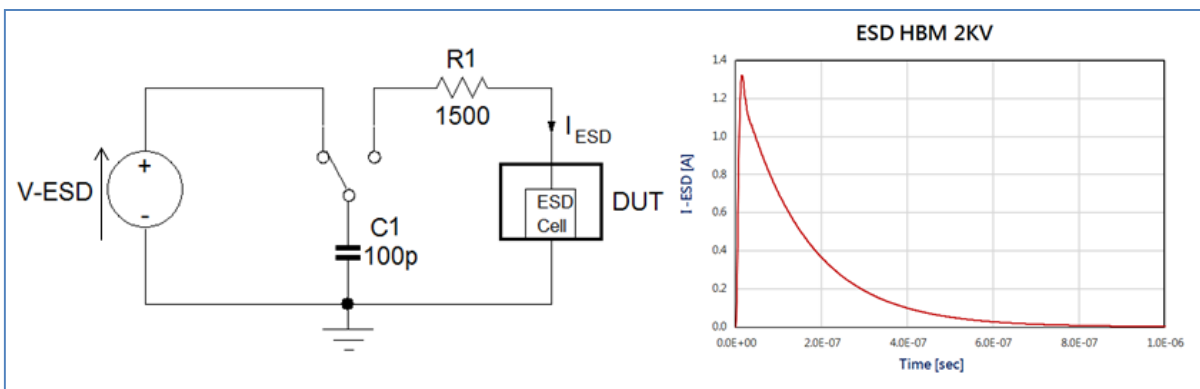 V-ESD
+
-
C1
100p
R1
1500
I ESD
ESD
Cell
DUT
ESD HBM 2KV
I-ESD [A]
1.4
1.2
1.0
0.8
0.6
0.4
0.2
0.0
0.0E+00 2.0E-07 4.0E-07 6.0E-07 8.0E-07 1.0E-06
Time [sec]